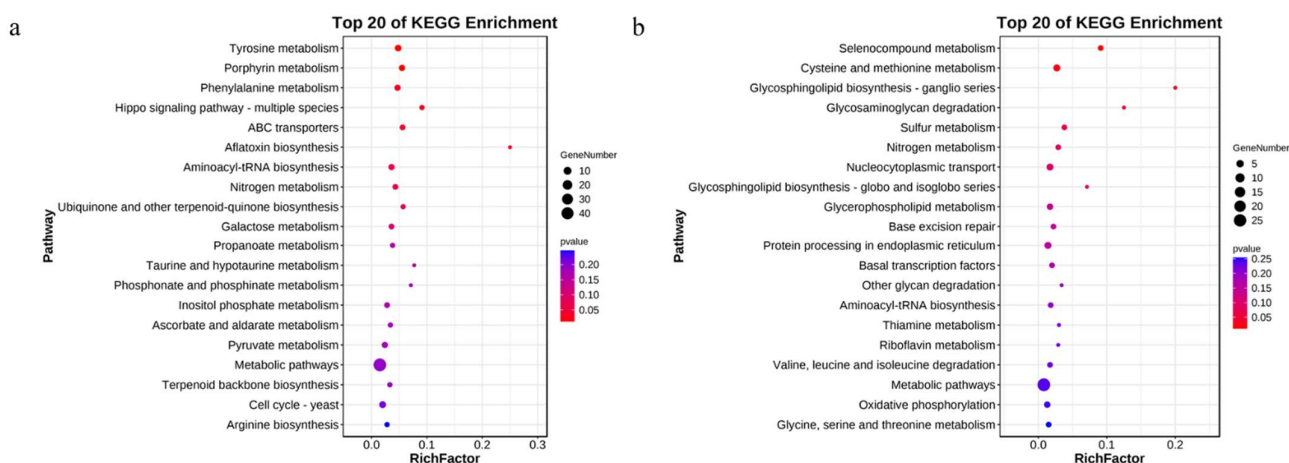 a
Top 20 of KEGG Enrichment
Pathway
Tyrosine metabolism
Porphyrin metabolism
Phenylalanine metabolism
Hippo signaling pathway - multiple species
ABC transporters
Aflatoxin biosynthesis
Aminoacyl-tRNA biosynthesis
Nitrogen metabolism
Ubiquinone and other terpenoid-quinone biosynthesis
Galactose metabolism
Propanoate metabolism
Taurine and hypotaurine metabolism
Phosphonate and phosphinate metabolism
Inositol phosphate metabolism
Ascorbate and aldarate metabolism
Pyruvate metabolism
Metabolic pathways
Terpenoid backbone biosynthesis
Cell cycle - yeast
Arginine biosynthesis
0.0 0.1 0.2 0.3
RichFactor
GeneNumber
10
20
30
40
pvalue
0.20
0.15
0.10
0.05
b
Top 20 of KEGG Enrichment
Pathway
Selenocompound metabolism
Cysteine and methionine metabolism
Glycosphingolipid biosynthesis - ganglio series
Glycosaminoglycan degradation
Sulfur metabolism
Nitrogen metabolism
Nucleocytoplasmic transport
Glycosphingolipid biosynthesis - globo and isoglobo series
Glycerophospholipid metabolism
Base excision repair
Protein processing in endoplasmic reticulum
Basal transcription factors
Other glycan degradation
Aminoacyl-tRNA biosynthesis
Thiamine metabolism
Riboflavin metabolism
Valine, leucine and isoleucine degradation
Metabolic pathways
Oxidative phosphorylation
Glycine, serine and threonine metabolism
0.0 0.1 0.2
RichFactor
GeneNumber
5
10
15
20
25
pvalue
0.25
0.20
0.15
0.10
0.05